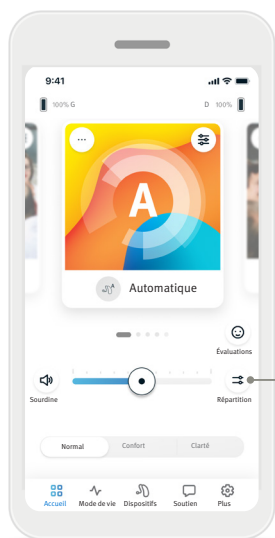 9:41
100% G
D 100%
A
A
Automatique
Évaluations
Sourdine
Répartition
Normal Confort Clarté
Accueil Mode de vie Dispositifs Soutien Plus